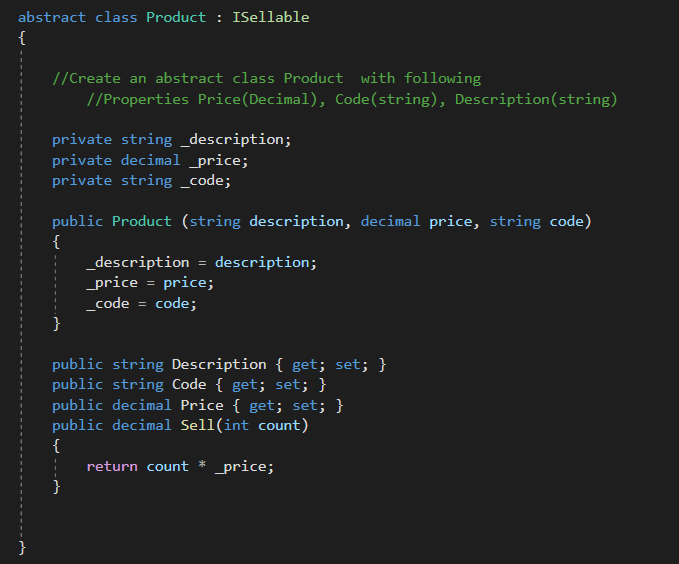 abstract class Product : ISellable
{
//Create an abstract class Product  with following
//Properties Price(Decimal), Code(string), Description(string)
private string _description;
private decimal _price;
private string _code;
public Product (string description, decimal price, string code)
{
_description = description;
_price = price;
_code = code;
}
public string Description { get; set; }
public string Code { get; set; }
public decimal Price { get; set; }
public decimal Sell(int count)
{
return count * _price;
}
}